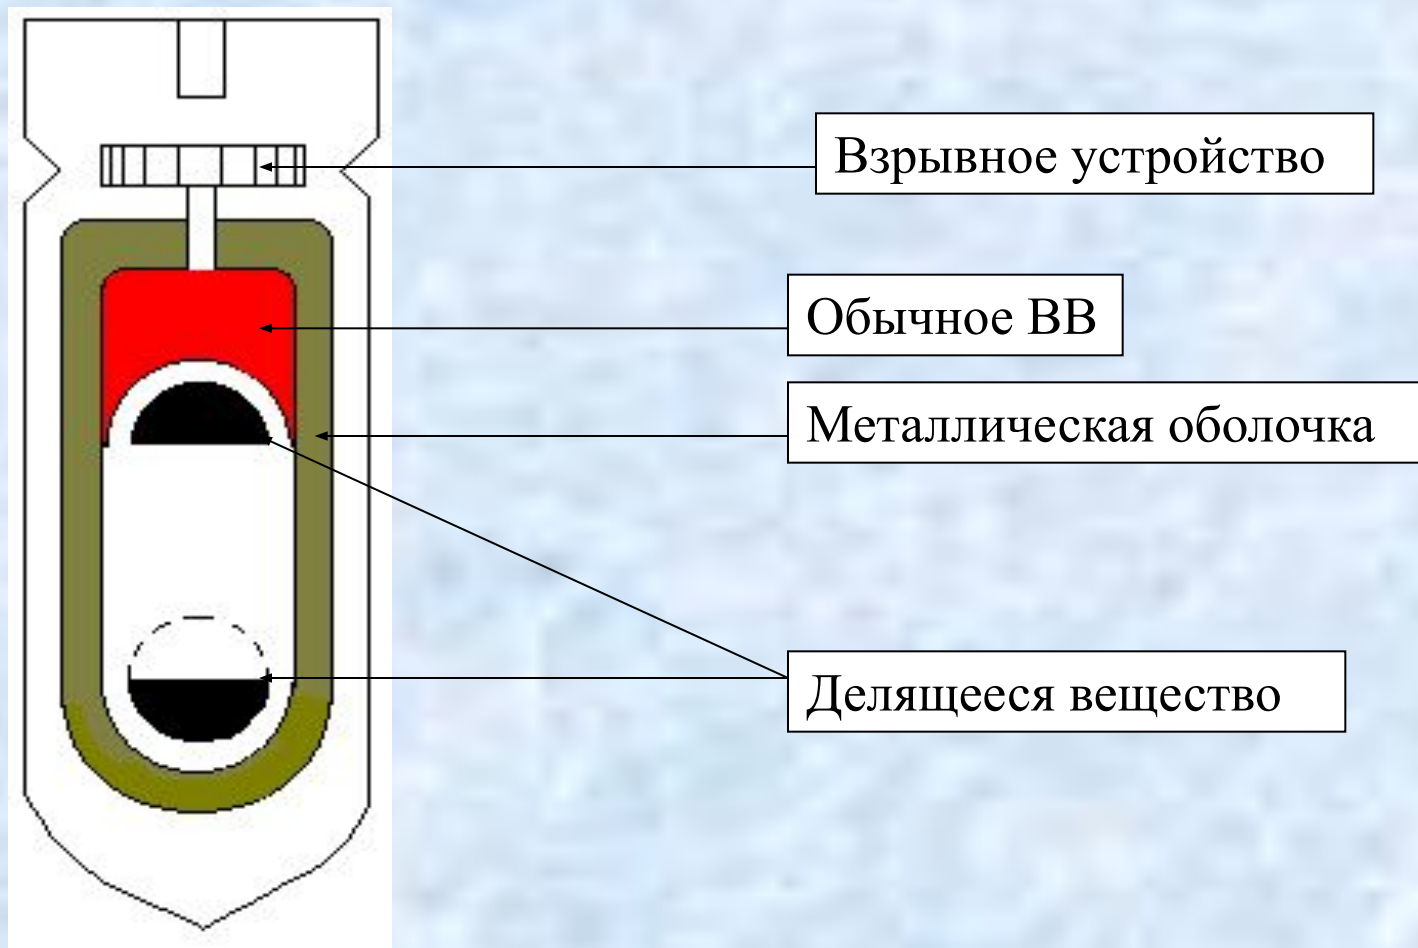 Взрывное устройство
Обычное ВВ
Металлическая оболочка
Делящееся вещество